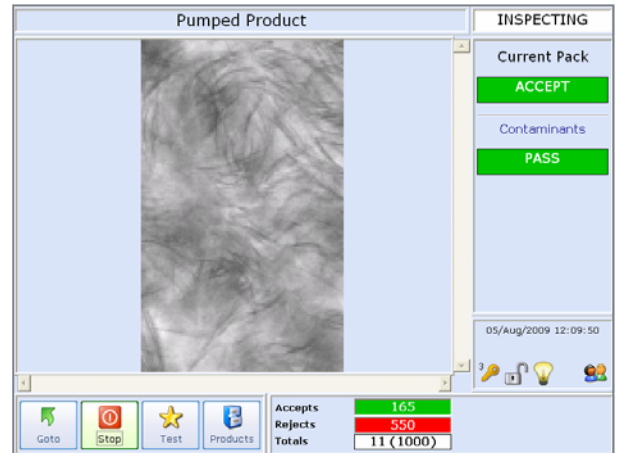 Pumped Product
INSPECTING
Current Pack
ACCEPT
Contaminants
PASS
05/Aug/2009 12:09:50
3
Goto
Stop
Test
Products
Accepts 165
Rejects 550
Totals 11 (1000)